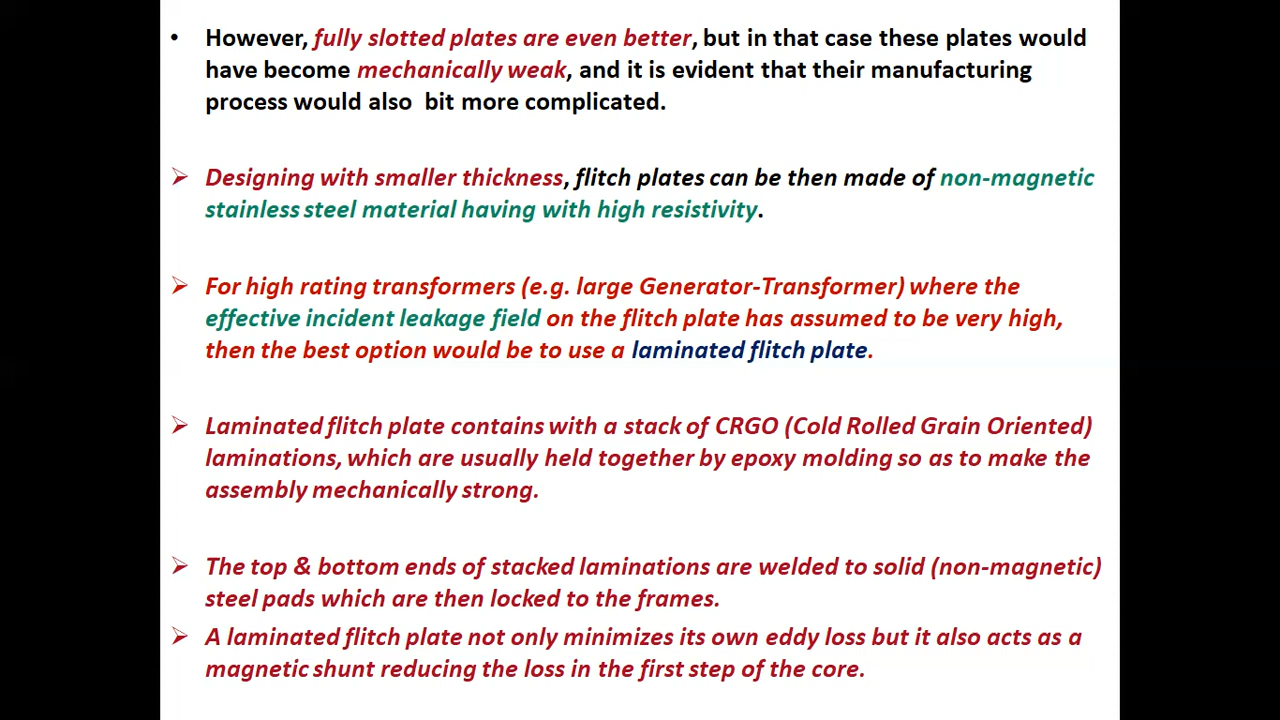 • However, fully slotted plates are even better, but in that case these plates would
have become mechanically weak, and it is evident that their manufacturing
process would also bit more complicated.
➢ Designing with smaller thickness, flitch plates can be then made of non-magnetic
stainless steel material having with high resistivity.
➢ For high rating transformers (e.g. large Generator-Transformer) where the
effective incident leakage field on the flitch plate has assumed to be very high,
then the best option would be to use a laminated flitch plate.
➢ Laminated flitch plate contains with a stack of CRGO (Cold Rolled Grain Oriented)
laminations, which are usually held together by epoxy molding so as to make the
assembly mechanically strong.
➢ The top & bottom ends of stacked laminations are welded to solid (non-magnetic)
steel pads which are then locked to the frames.
➢ A laminated flitch plate not only minimizes its own eddy loss but it also acts as a
magnetic shunt reducing the loss in the first step of the core.